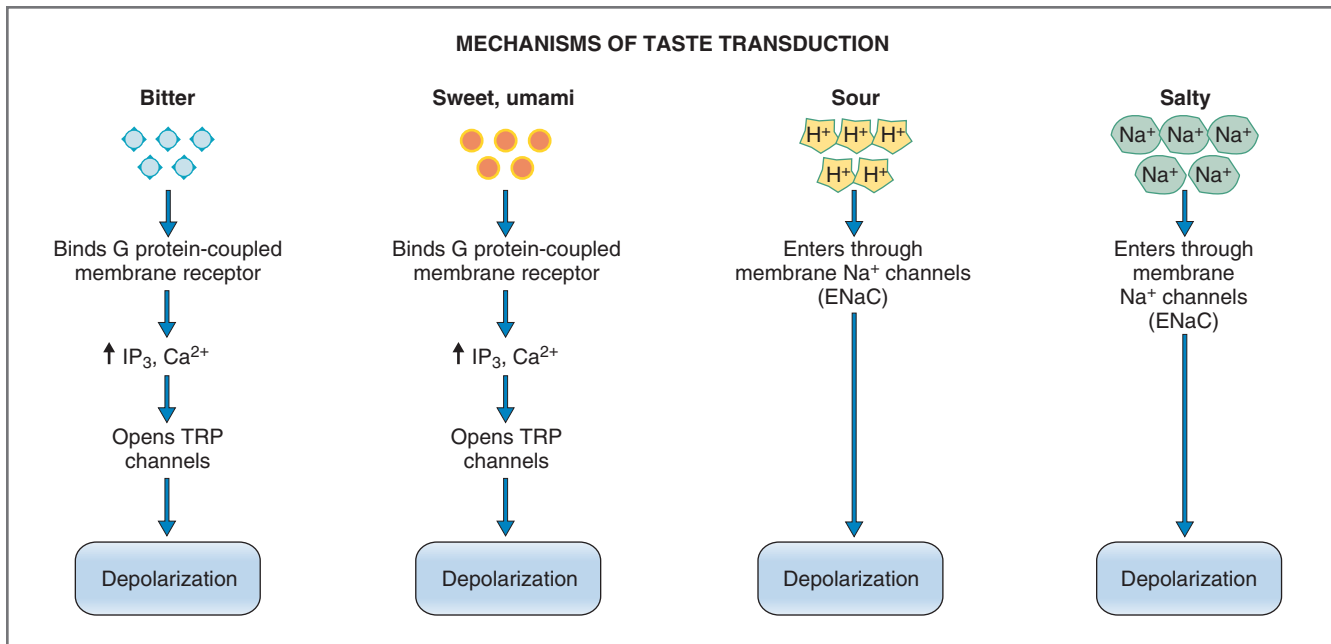 MECHANISMS OF TASTE TRANSDUCTION
Bitter
Binds G protein-coupled
membrane receptor
↑ IP₃, Ca²⁺
Opens TRP
channels
Depolarization
Sweet, umami
Binds G protein-coupled
membrane receptor
↑ IP₃, Ca²⁺
Opens TRP
channels
Depolarization
Sour
H⁺ H⁺ H⁺
H⁺ H⁺
Enters through
membrane Na⁺ channels
(ENaC)
Depolarization
Salty
Na⁺ Na⁺ Na⁺
Na⁺ Na⁺
Enters through
membrane
Na⁺ channels
(ENaC)
Depolarization